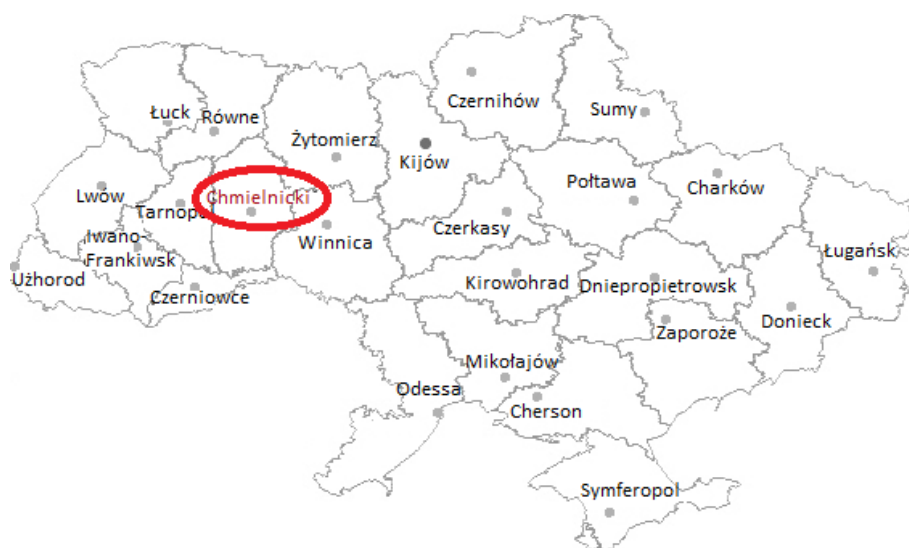 Czernihów
Sumy
Łuck
Równe
Żytomierz
Kijów
Połtawa
Charków
Lwów
Chmielnicki
Tarnopol
Czerkasy
Winnica
Iwano-
Frankiwsk
Ługańsk
Użhorod
Czerniowce
Kirowohrad
Dniepropietrowsk
Donieck
Zaporoże
Mikołajów
Odessa
Cherson
Symferopol